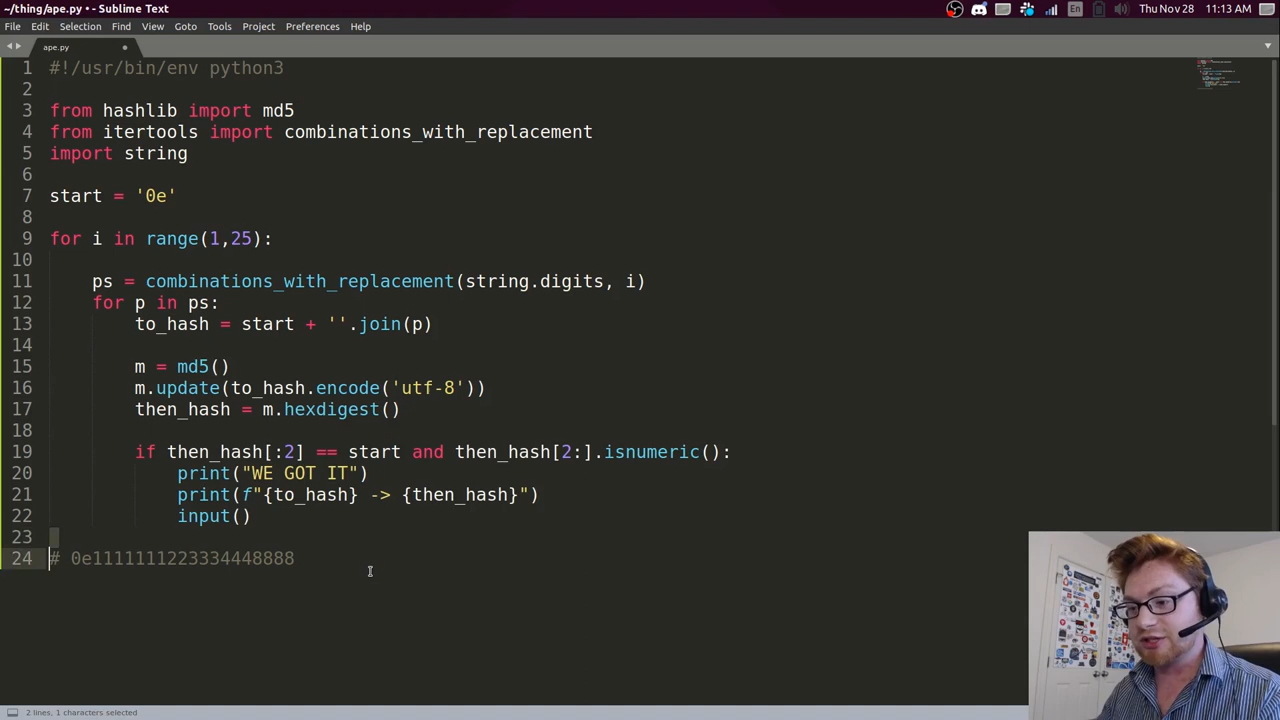 ~/thing/ape.py • - Sublime Text
En
Thu Nov 28
11:13 AM
File Edit Selection Find View Goto Tools Project Preferences Help
ape.py
1 #!/usr/bin/env python3
2
3 from hashlib import md5
4 from itertools import combinations_with_replacement
5 import string
6
7 start = '0e'
8
9 for i in range(1,25):
10
11 ps = combinations_with_replacement(string.digits, i)
12 for p in ps:
13 to_hash = start + ''.join(p)
14
15 m = md5()
16 m.update(to_hash.encode('utf-8'))
17 then_hash = m.hexdigest()
18
19 if then_hash[:2] == start and then_hash[2:].isnumeric():
20 print("WE GOT IT")
21 print(f"{to_hash} -> {then_hash}")
22 input()
23
24 # 0e1111111223334448888
2 lines, 1 characters selected